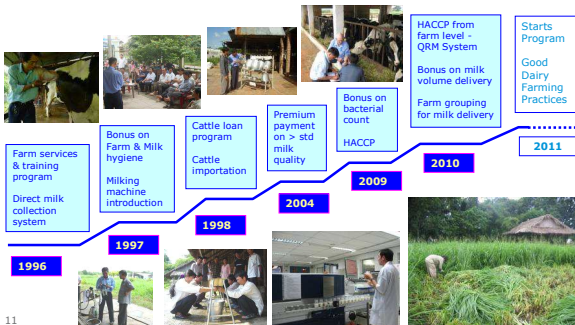 Farm services
& training
program
Direct milk
collection
system
1996
Bonus on
Farm & Milk
hygiene
Milking
machine
introduction
1997
Cattle loan
program
Cattle
importation
1998
Premium
payment
on > std
milk
quality
2004
Bonus on
bacterial
count
HACCP
2009
HACCP from
farm level -
QRM System
Bonus on milk
volume delivery
Farm grouping
for milk delivery
2010
Starts
Program
Good
Dairy
Farming
Practices
2011
11